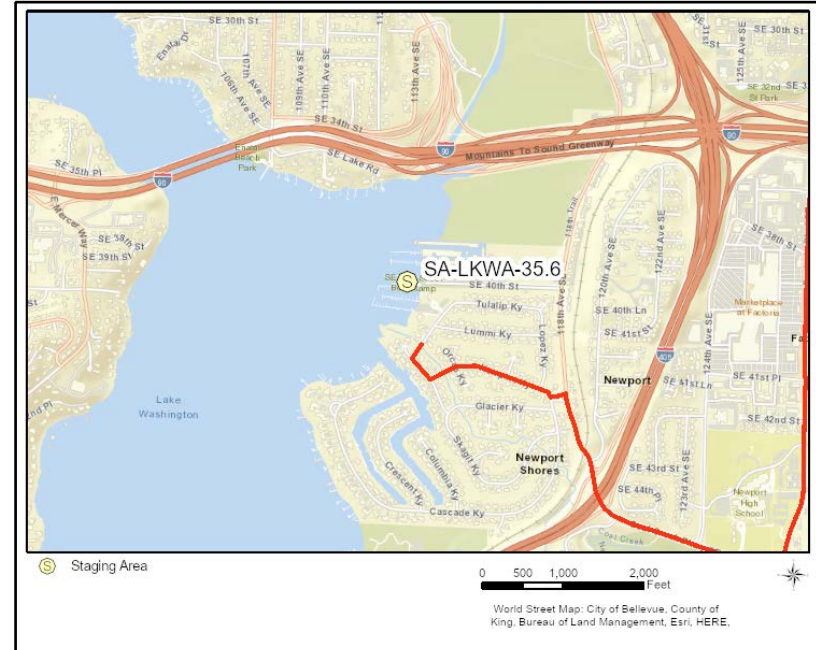 SE 30th St
Enatai Dr
107th Ave SE
106th Ave SE
109th Ave SE
110th Ave SE
113th Ave SE
SE 34th St
SE 30th St
125th Ave SE
SE 32nd
St Park
SE 35th Pl
90
Enatai
Beach
Park
SE Lake Rd
90
Mountains To Sound Greenway
90
E Mercer Way
SE 38th St
SE 39th St
118th Ave SE
120th Ave SE
122nd Ave SE
SE 38th St
SA-LKWA-35.6
S
SE 40th St
Tulalip Ky
Lummi Ky
Lopez Ky
SE 40th Ln
SE 41st St
Marketplace
at Factoria
405
124th Ave SE
Orcas Ky
Newport
SE 41st Ln
SE 41st Pl
Lake
Washington
Glacier Ky
SE 42nd St
Skagit Ky
Columbia Ky
Crescent Ky
Newport
Shores
SE 43rd St
SE 44th Pl
123rd Ave SE
Newport
High
School
Cascade Ky
S Staging Area
0 500 1,000 2,000
Feet
World Street Map: City of Bellevue, County of
King, Bureau of Land Management, Esri, HERE,